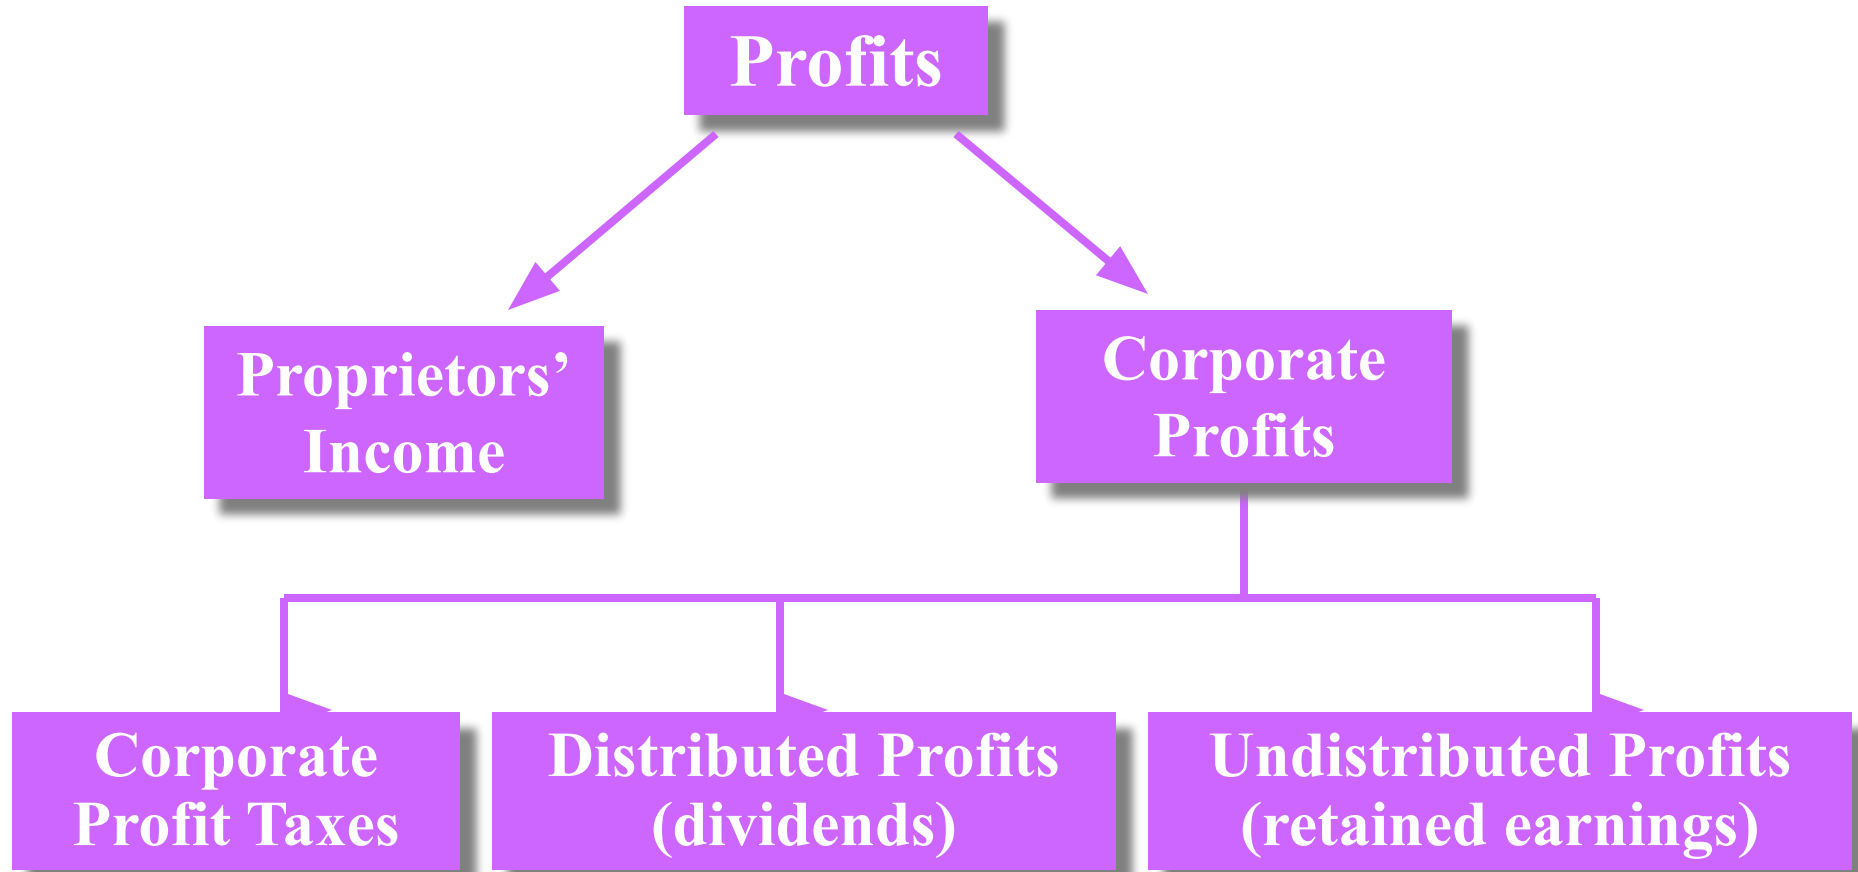 Profits
Proprietors’
Income
Corporate
Profits
Corporate
Profit Taxes
Distributed Profits
(dividends)
Undistributed Profits
(retained earnings)